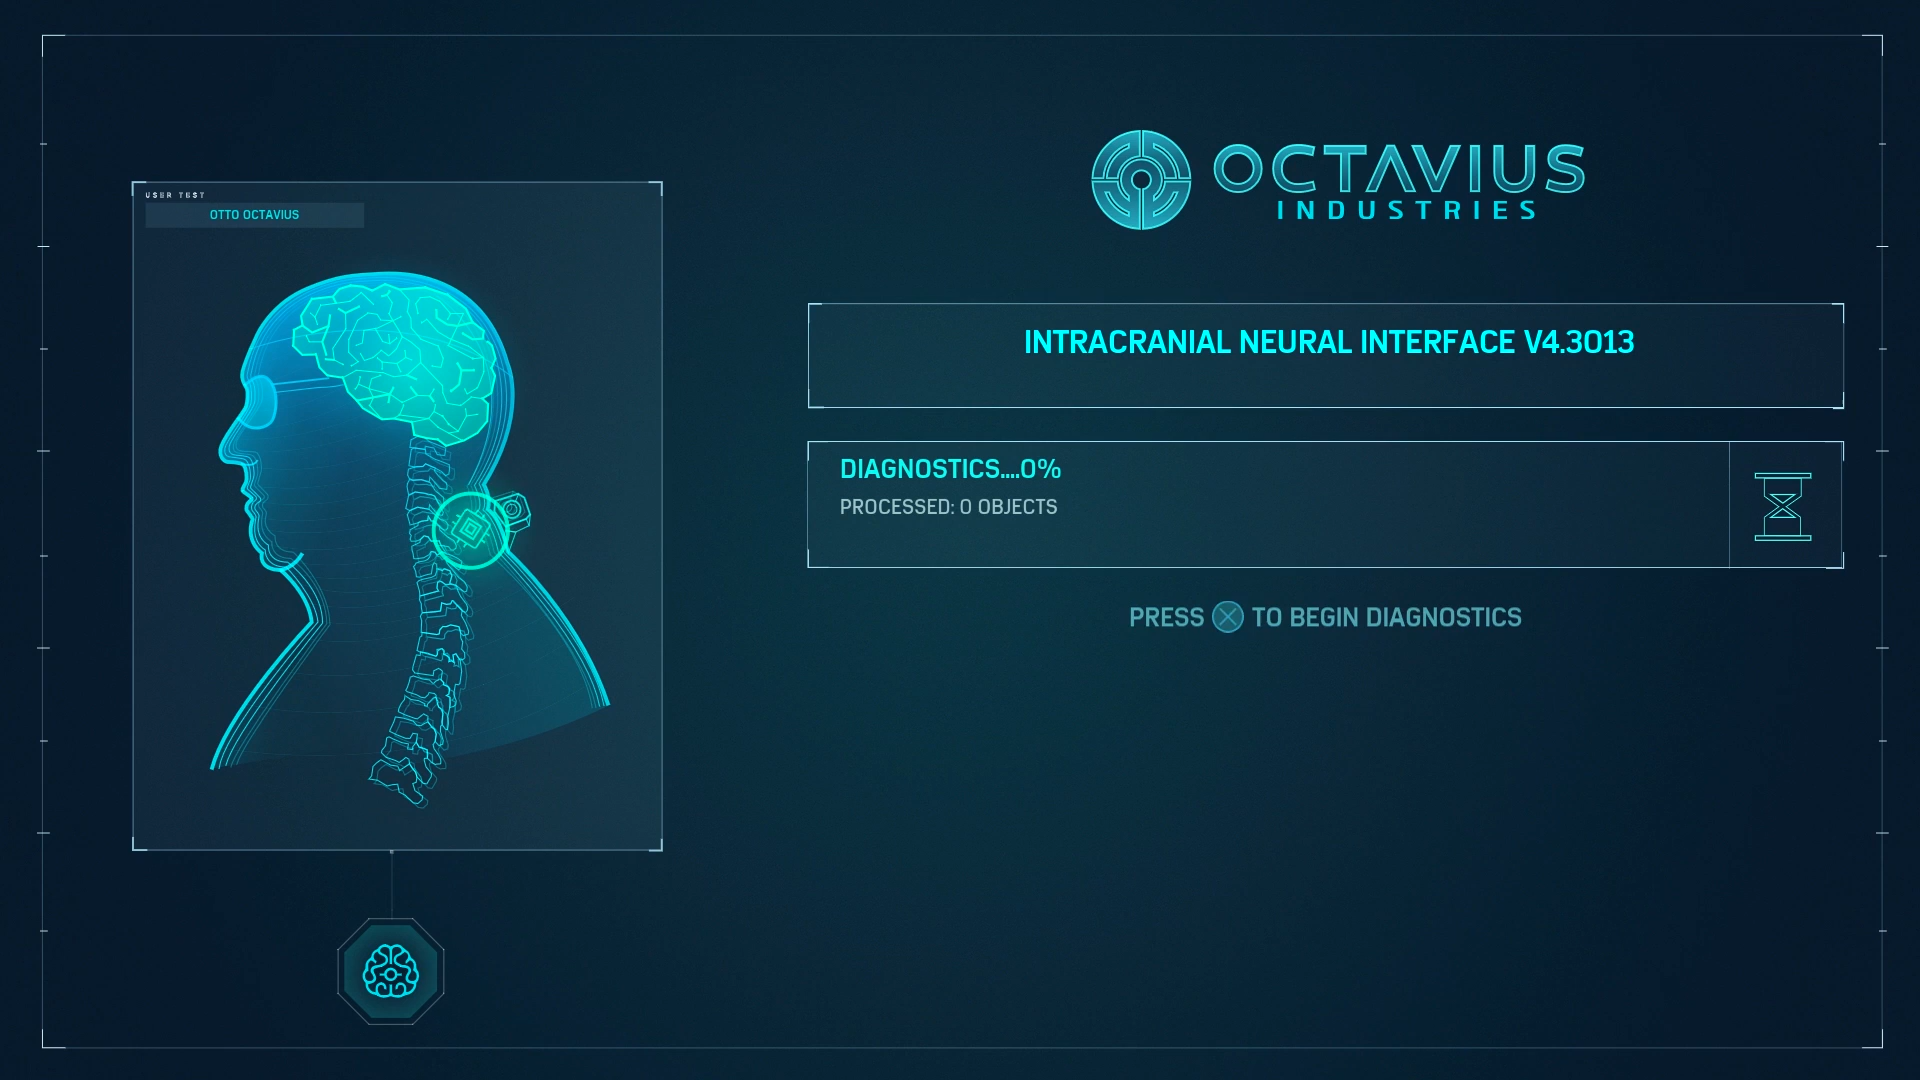 USER TEST
OTTO OCTAVIUS
OCTAVIUS
INDUSTRIES
INTRACRANIAL NEURAL INTERFACE V4.3013
DIAGNOSTICS....0%
PROCESSED: 0 OBJECTS
PRESS TO BEGIN DIAGNOSTICS